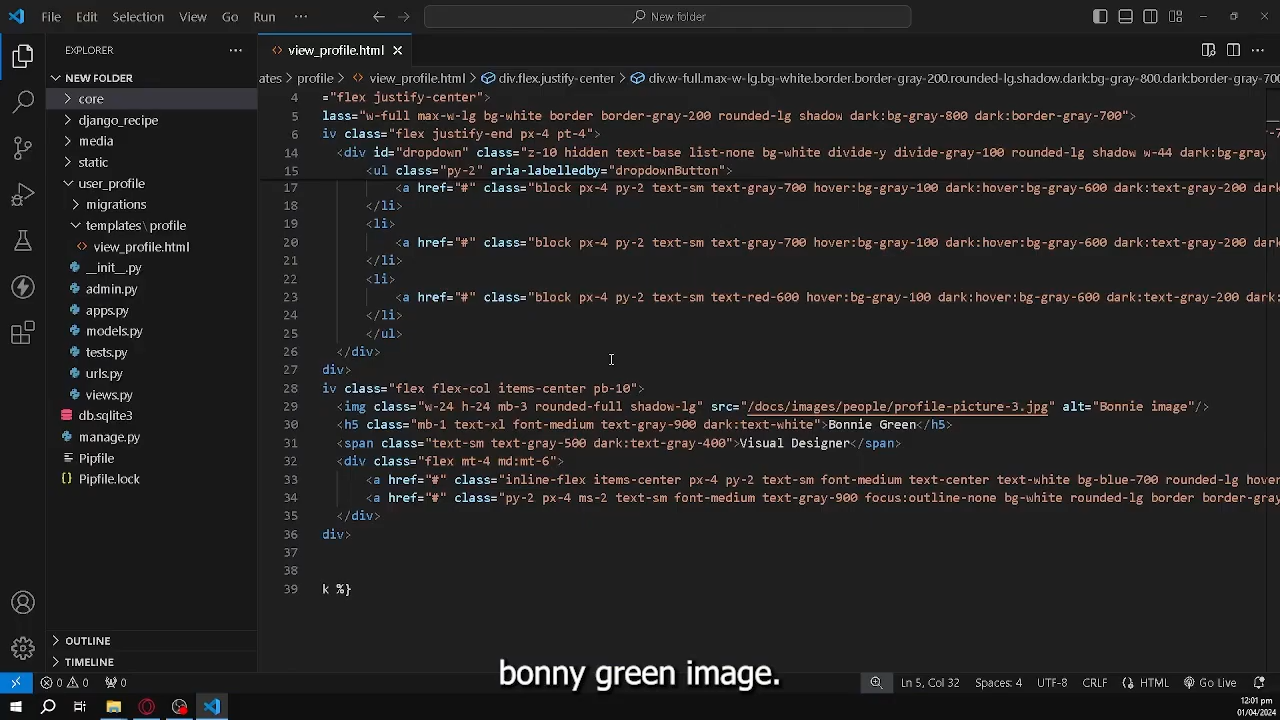 File Edit Selection View Go Run ··· New folder
EXPLORER ···
view_profile.html
NEW FOLDER
ates > profile > view_profile.html > div.flex.justify-center > div.w-full.max-w-lg.bg-white.border.border-gray-200.rounded-lg.shadow.dark:bg-gray-800.dark:border-gray-700
core
django_recipe
media
static
user_profile
migrations
templates\profile
view_profile.html
__init__.py
admin.py
apps.py
models.py
tests.py
urls.py
views.py
db.sqlite3
manage.py
Pipfile
Pipfile.lock
OUTLINE
TIMELINE
4 ="flex justify-center">
5 lass="w-full max-w-lg bg-white border border-gray-200 rounded-lg shadow dark:bg-gray-800 dark:border-gray-700">
6 iv class="flex justify-end px-4 pt-4">
14 <div id="dropdown" class="z-10 hidden text-base list-none bg-white divide-y divide-gray-100 rounded-lg shadow w-44 dark:bg-gray
15 <ul class="py-2" aria-labelledby="dropdownButton">
17 <a href="#" class="block px-4 py-2 text-sm text-gray-700 hover:bg-gray-100 dark:hover:bg-gray-600 dark:text-gray-200 dark
18 </li>
19 <li>
20 <a href="#" class="block px-4 py-2 text-sm text-gray-700 hover:bg-gray-100 dark:hover:bg-gray-600 dark:text-gray-200 dark
21 </li>
22 <li>
23 <a href="#" class="block px-4 py-2 text-sm text-red-600 hover:bg-gray-100 dark:hover:bg-gray-600 dark:text-gray-200 dark:
24 </li>
25 </ul>
26 </div>
27 div>
28 iv class="flex flex-col items-center pb-10">
29 <img class="w-24 h-24 mb-3 rounded-full shadow-lg" src="/docs/images/people/profile-picture-3.jpg" alt="Bonnie image"/>
30 <h5 class="mb-1 text-xl font-medium text-gray-900 dark:text-white">Bonnie Green</h5>
31 <span class="text-sm text-gray-500 dark:text-gray-400">Visual Designer</span>
32 <div class="flex mt-4 md:mt-6">
33 <a href="#" class="inline-flex items-center px-4 py-2 text-sm font-medium text-center text-white bg-blue-700 rounded-lg hover
34 <a href="#" class="py-2 px-4 ms-2 text-sm font-medium text-gray-900 focus:outline-none bg-white rounded-lg border border-gray
35 </div>
36 div>
37
38
39 k %}
bonny green image.
0 0 0 Ln 5, Col 32 Spaces: 4 UTF-8 CRLF HTML Go Live
12:01 pm
01/04/2024